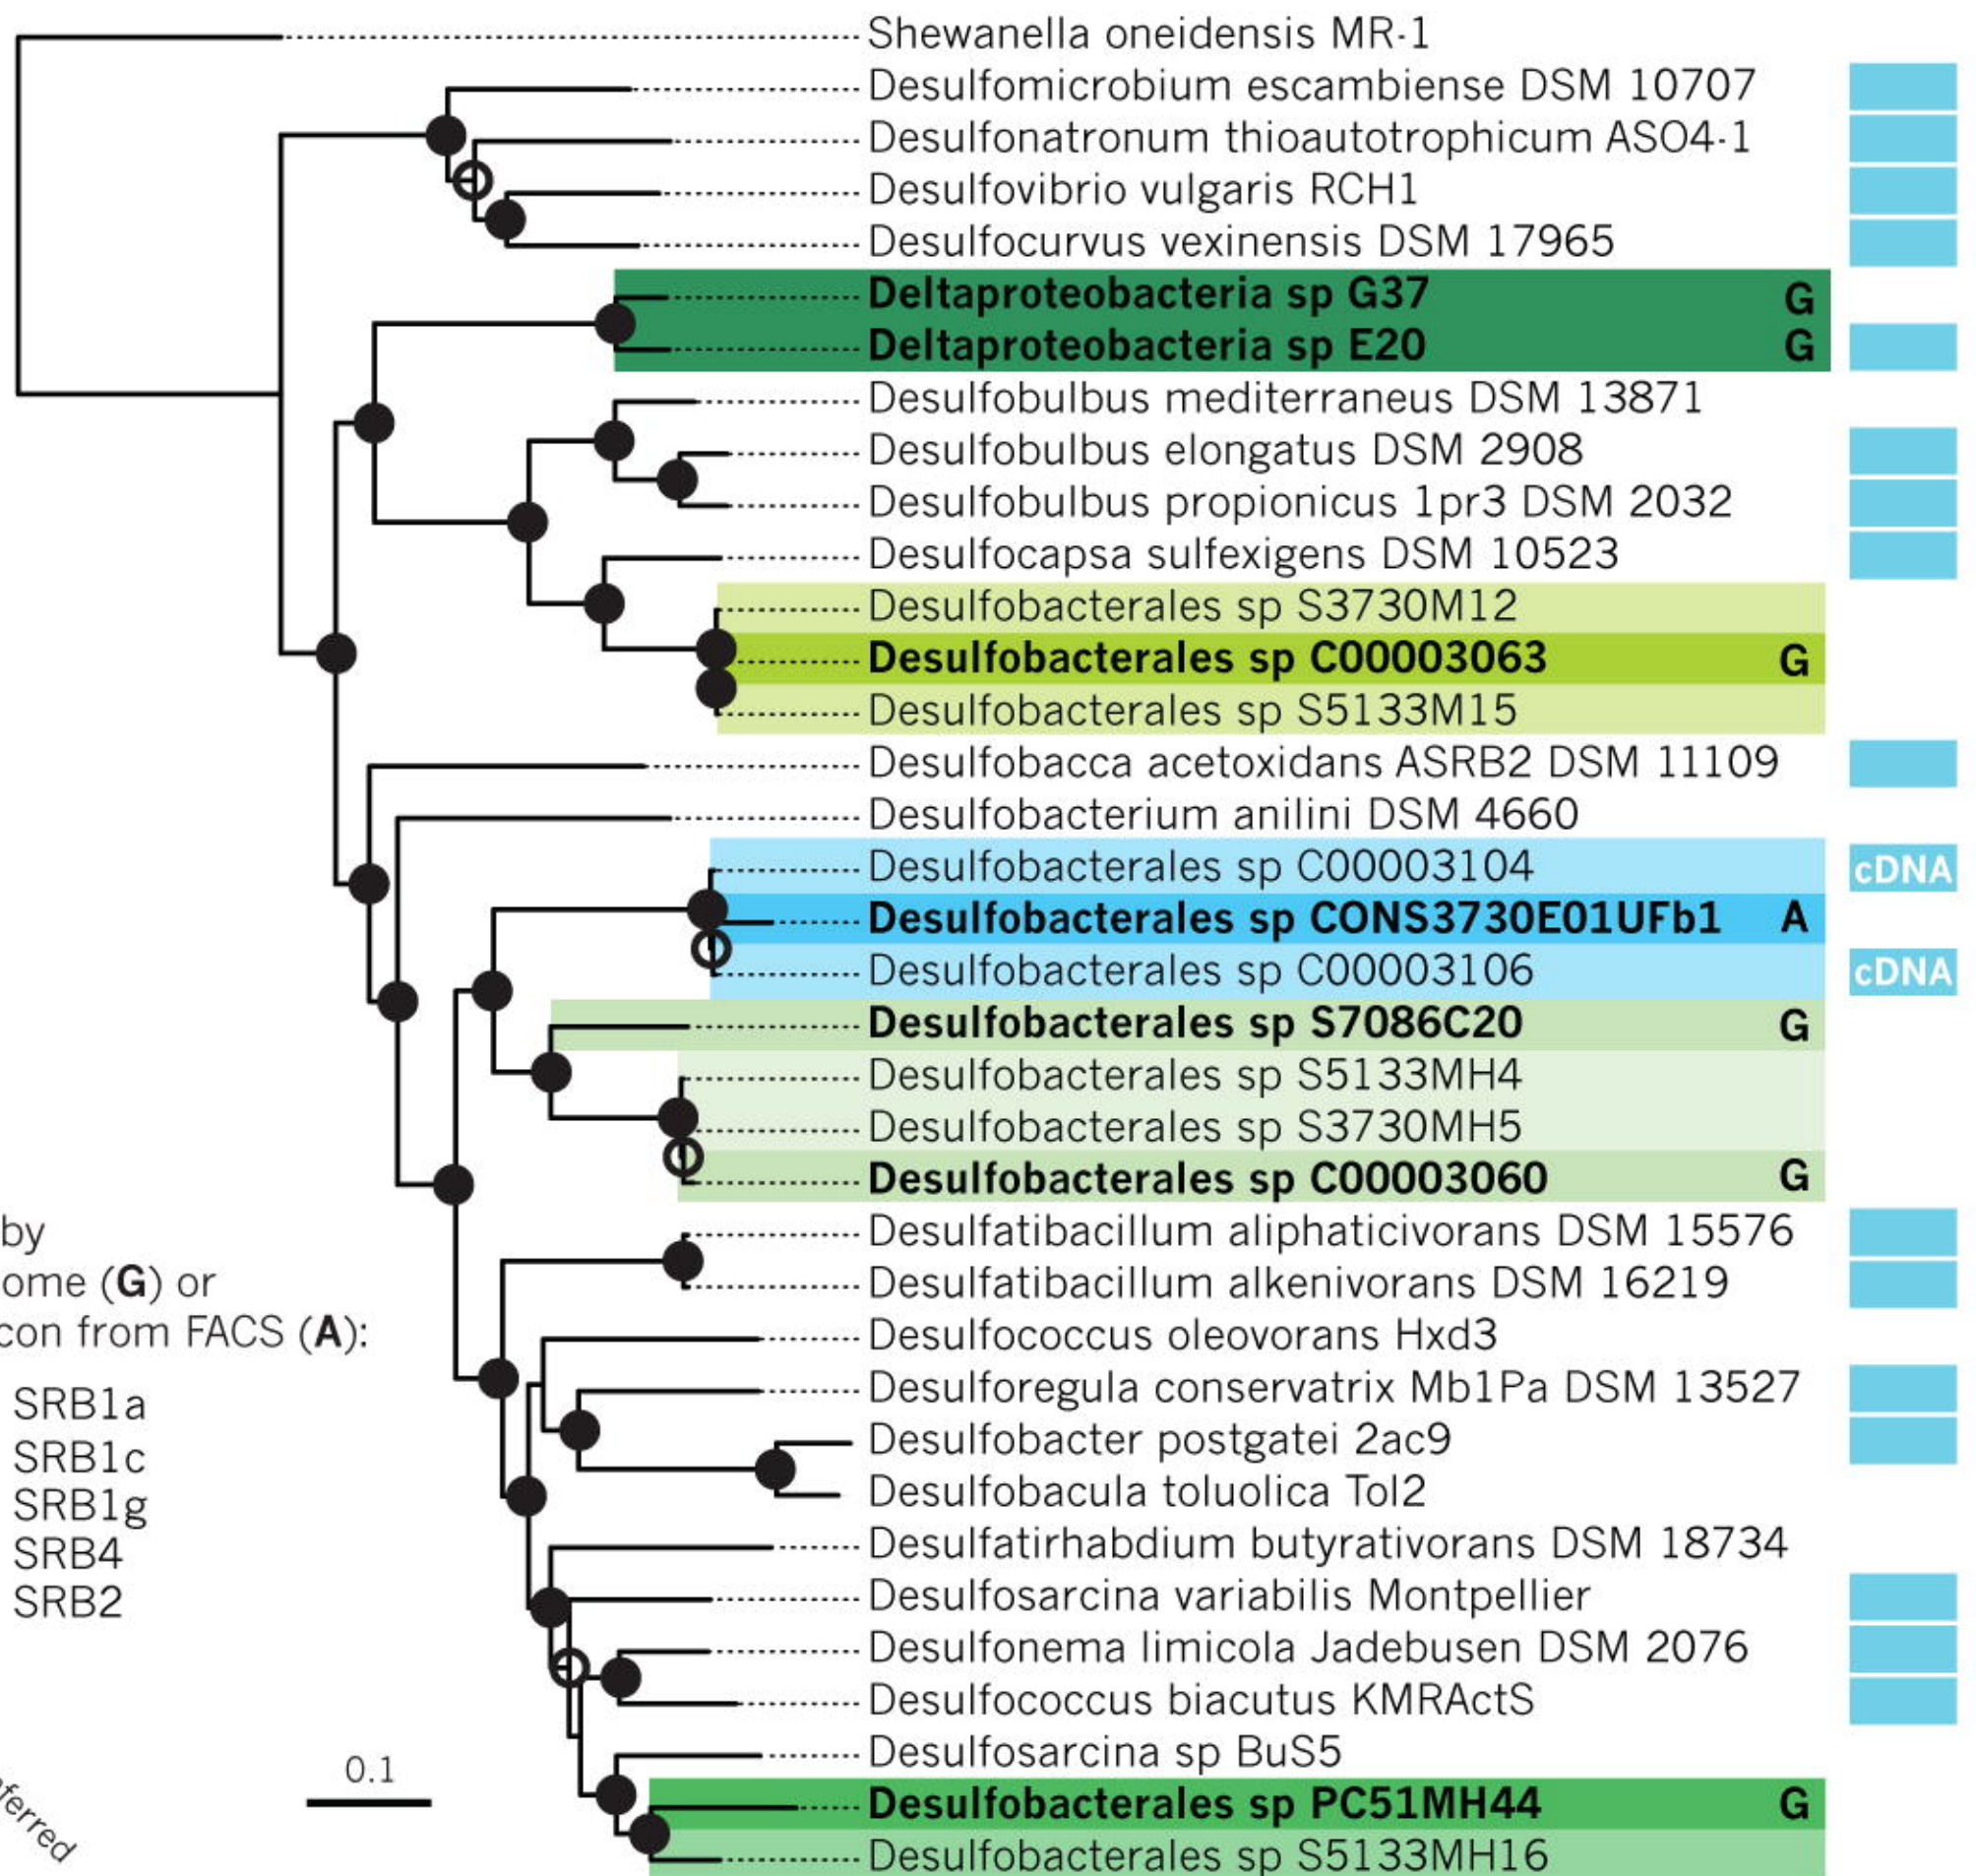 Shewanella oneidensis MR-1
Desulfomicrobium escambiense DSM 10707
Desulfonatronum thioautotrophicum ASO4-1
Desulfovibrio vulgaris RCH1
Desulfocurvus vexinensis DSM 17965
Deltaproteobacteria sp G37 G
Deltaproteobacteria sp E20 G
Desulfobulbus mediterraneus DSM 13871
Desulfobulbus elongatus DSM 2908
Desulfobulbus propionicus 1pr3 DSM 2032
Desulfocapsa sulfexigens DSM 10523
Desulfobacterales sp S3730M12
Desulfobacterales sp C00003063 G
Desulfobacterales sp S5133M15
Desulfobacca acetoxidans ASRB2 DSM 11109
Desulfobacterium anilini DSM 4660
Desulfobacterales sp C00003104 cDNA
Desulfobacterales sp CONS3730E01UFb1 A
Desulfobacterales sp C00003106 cDNA
Desulfobacterales sp S7086C20 G
Desulfobacterales sp S5133MH4
Desulfobacterales sp S3730MH5
Desulfobacterales sp C00003060 G
Desulfatibacillum aliphaticivorans DSM 15576
Desulfatibacillum alkenivorans DSM 16219
Desulfococcus oleovorans Hxd3
Desulforegula conservatrix Mb1Pa DSM 13527
Desulfobacter postgatei 2ac9
Desulfobacula toluolica Tol2
Desulfatirhabdium butyrativorans DSM 18734
Desulfosarcina variabilis Montpellier
Desulfonema limicola Jadebusen DSM 2076
Desulfococcus biacutus KMRActS
Desulfosarcina sp BuS5
Desulfobacterales sp PC51MH44 G
Desulfobacterales sp S5133MH16
by
ome (G) or
con from FACS (A):
SRB1a
SRB1c
SRB1g
SRB4
SRB2
0.1
ferred